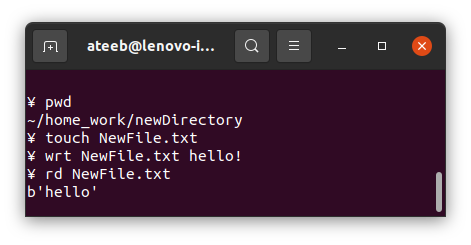 ateeb@lenovo-i...
¥ pwd
~/home_work/newDirectory
¥ touch NewFile.txt
¥ wrt NewFile.txt hello!
¥ rd NewFile.txt
b'hello'